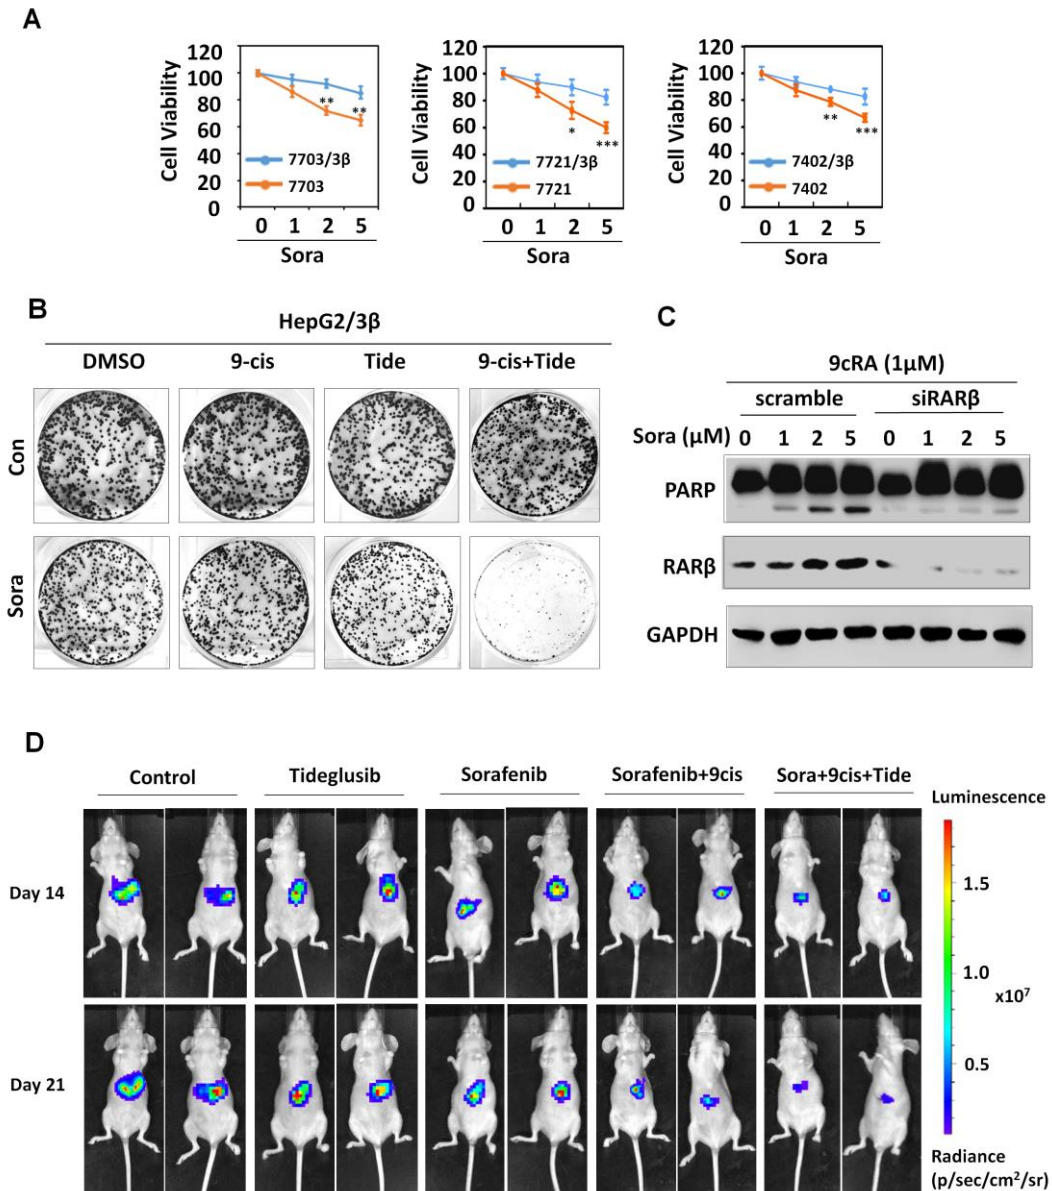 A
120
100
80
60
40
20
0
Cell Viability
**
**
7703/3β
7703
0 1 2 5
Sora
120
100
80
60
40
20
0
Cell Viability
*
***
7721/3β
7721
0 1 2 5
Sora
120
100
80
60
40
20
0
Cell Viability
**
***
7402/3β
7402
0 1 2 5
Sora
B
HepG2/3β
DMSO 9-cis Tide 9-cis+Tide
Con
Sora
C
9cRA (1μM)
scramble siRARβ
Sora (μM) 0 1 2 5 0 1 2 5
PARP
RARβ
GAPDH
D
Control Tideglusib Sorafenib Sorafenib+9cis Sora+9cis+Tide
Luminescence
Day 14
1.5
1.0
x10⁷
Day 21
0.5
Radiance
(p/sec/cm²/sr)